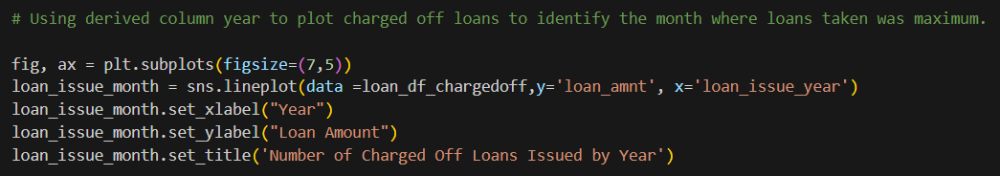 # Using derived column year to plot charged off loans to identify the month where loans taken was maximum.
fig, ax = plt.subplots(figsize=(7,5))
loan_issue_month = sns.lineplot(data =loan_df_chargedoff,y='loan_amnt', x='loan_issue_year')
loan_issue_month.set_xlabel("Year")
loan_issue_month.set_ylabel("Loan Amount")
loan_issue_month.set_title('Number of Charged Off Loans Issued by Year')